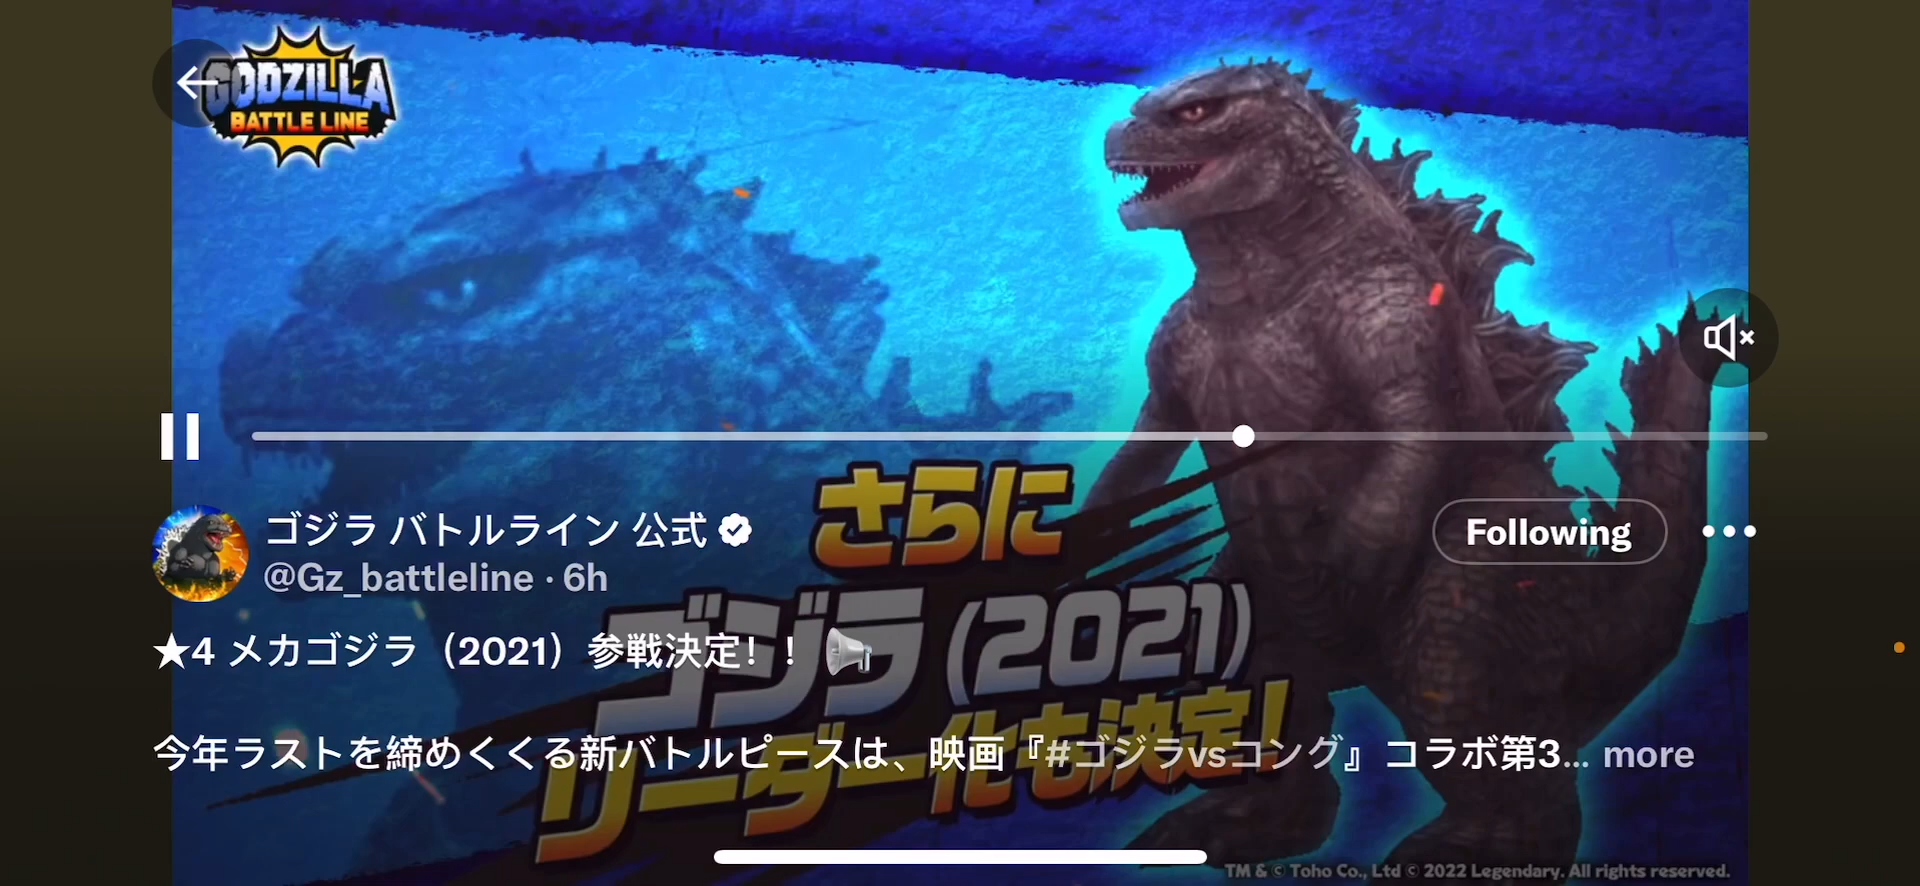 GODZILLA
BATTLE LINE
さらに
ゴジラ バトルライン 公式
Following
@Gz_battleline · 6h
ゴジラ(2021)
★4 メカゴジラ（2021）参戦決定！！
リーダー化も決定!
今年ラストを締めくくる新バトルピースは、映画『#ゴジラvsコング』コラボ第3... more
TM & © Toho Co., Ltd © 2022 Legendary. All rights reserved.